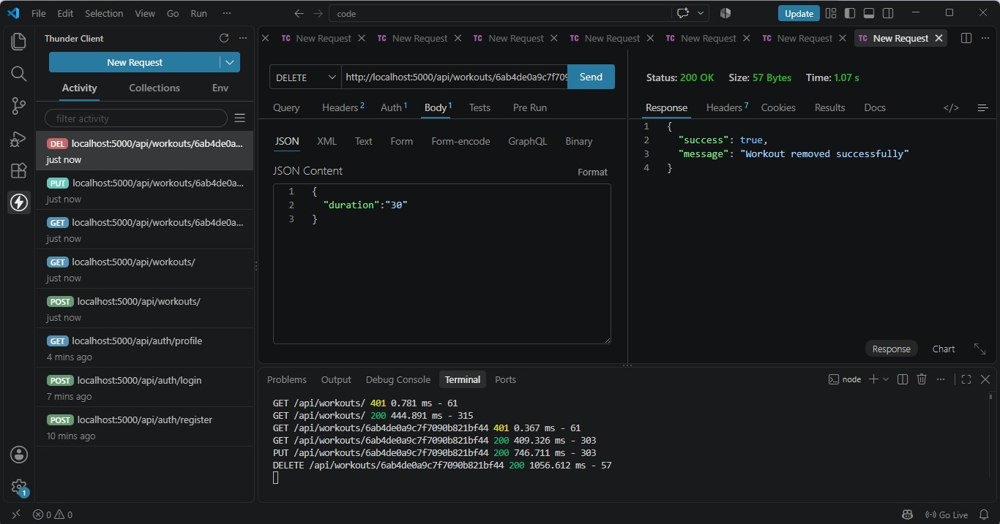 File Edit Selection View Go Run ··· code Update
Thunder Client ···
TC New Request TC New Request TC New Request TC New Request TC New Request TC New Request TC New Request ···
New Request
Activity Collections Env
filter activity
DEL localhost:5000/api/workouts/6ab4de0a...
just now
PUT localhost:5000/api/workouts/6ab4de0a...
just now
GET localhost:5000/api/workouts/6ab4de0a...
just now
GET localhost:5000/api/workouts/
just now
POST localhost:5000/api/workouts/
just now
GET localhost:5000/api/auth/profile
4 mins ago
POST localhost:5000/api/auth/login
7 mins ago
POST localhost:5000/api/auth/register
10 mins ago
1
DELETE http://localhost:5000/api/workouts/6ab4de0a9c7f709 Send
Query Headers 2 Auth 1 Body 1 Tests Pre Run
JSON XML Text Form Form-encode GraphQL Binary
JSON Content Format
1 {
2 "duration":"30"
3 }
Status: 200 OK Size: 57 Bytes Time: 1.07 s
Response Headers 7 Cookies Results Docs </>
1 {
2 "success": true,
3 "message": "Workout removed successfully"
4 }
Response Chart
Problems Output Debug Console Terminal Ports node ···
GET /api/workouts/ 401 0.781 ms - 61
GET /api/workouts/ 200 444.891 ms - 315
GET /api/workouts/6ab4de0a9c7f7090b821bf44 401 0.367 ms - 61
GET /api/workouts/6ab4de0a9c7f7090b821bf44 200 409.326 ms - 303
PUT /api/workouts/6ab4de0a9c7f7090b821bf44 200 746.711 ms - 303
DELETE /api/workouts/6ab4de0a9c7f7090b821bf44 200 1056.612 ms - 57
0 0 Go Live